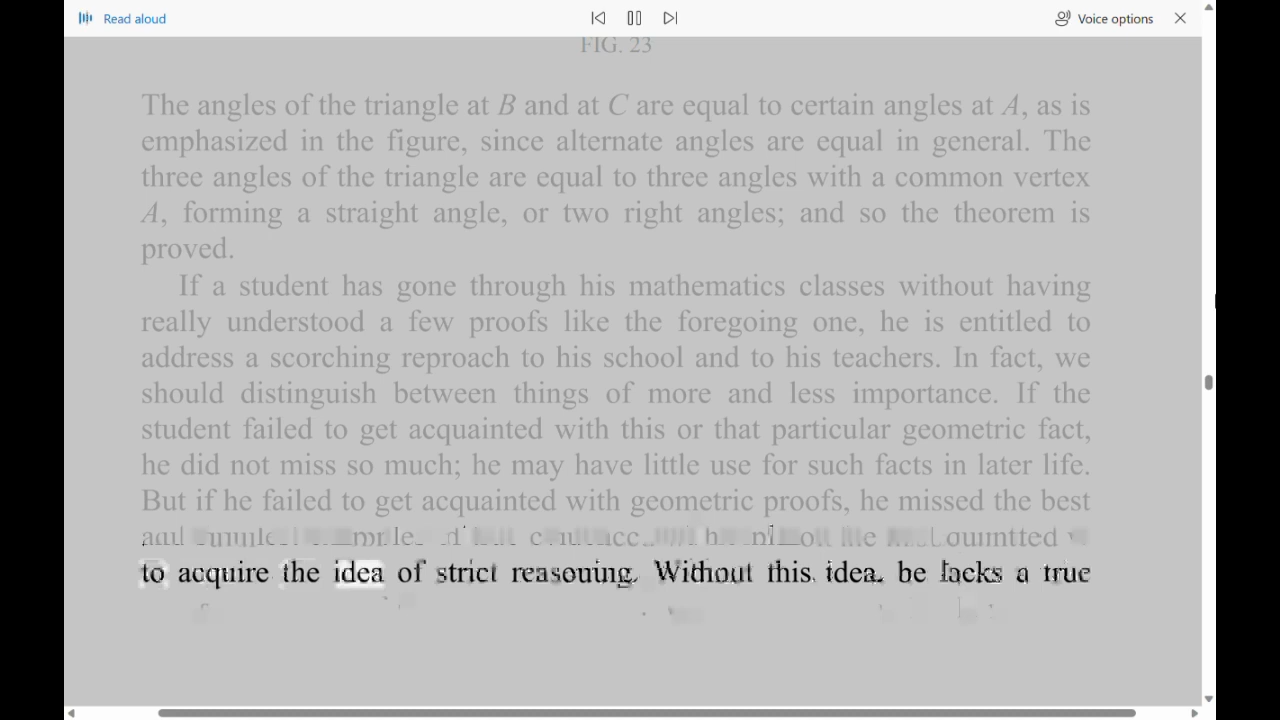 Read aloud
Voice options
FIG. 23
The angles of the triangle at B and at C are equal to certain angles at A, as is
emphasized in the figure, since alternate angles are equal in general. The
three angles of the triangle are equal to three angles with a common vertex
A, forming a straight angle, or two right angles; and so the theorem is
proved.
If a student has gone through his mathematics classes without having
really understood a few proofs like the foregoing one, he is entitled to
address a scorching reproach to his school and to his teachers. In fact, we
should distinguish between things of more and less importance. If the
student failed to get acquainted with this or that particular geometric fact,
he did not miss so much; he may have little use for such facts in later life.
But if he failed to get acquainted with geometric proofs, he missed the best
to acquire the idea of strict reasoning. Without this idea, he lacks a true